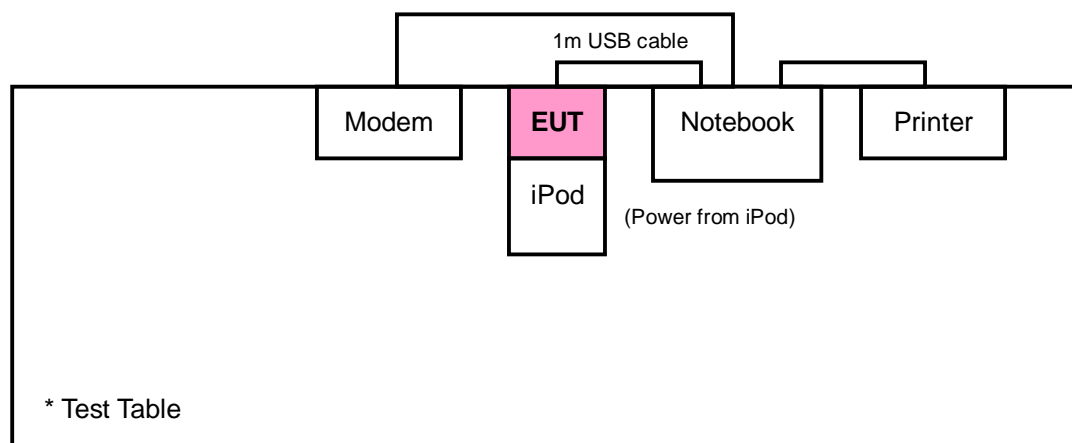 1m USB cable
Modem
EUT
Notebook
Printer
iPod
(Power from iPod)
* Test Table